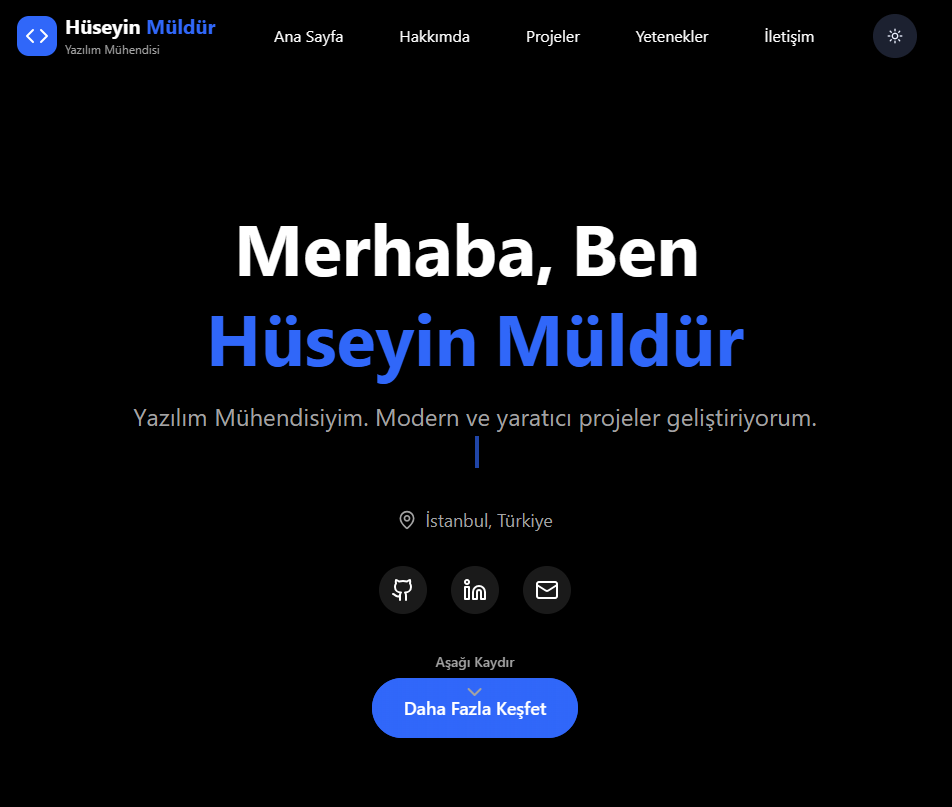 Hüseyin Müldür
Yazılım Mühendisi
Ana Sayfa
Hakkımda
Projeler
Yetenekler
İletişim
Merhaba, Ben
Hüseyin Müldür
Yazılım Mühendisiyim. Modern ve yaratıcı projeler geliştiriyorum.
İstanbul, Türkiye
Aşağı Kaydır
Daha Fazla Keşfet